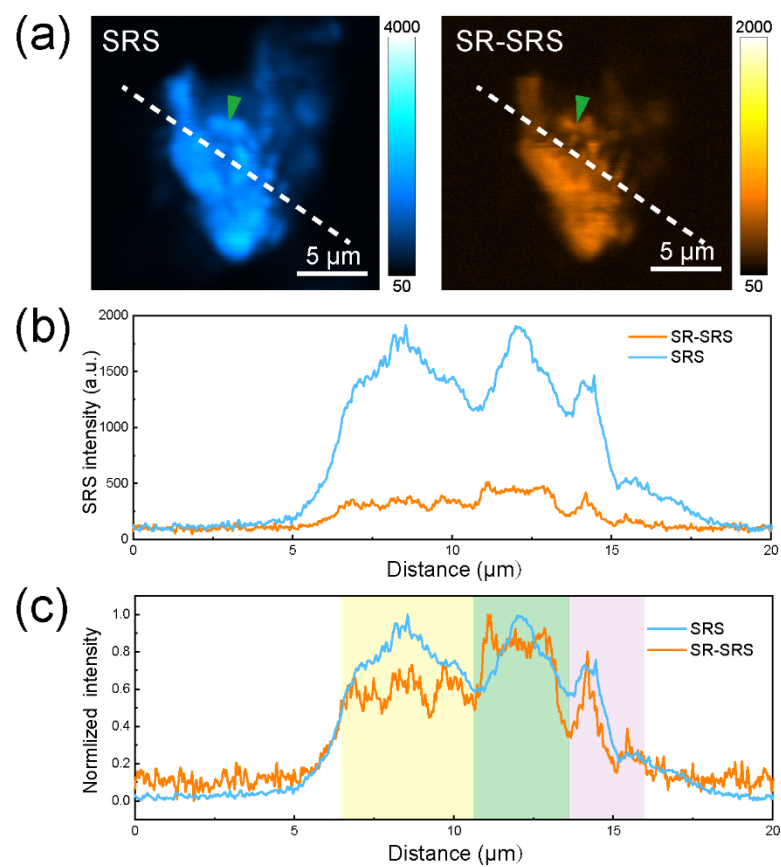 (a)
SRS
4000
SR-SRS
2000
5 µm
50
5 µm
50
(b)
2000
1500
1000
500
0
SRS intensity (a.u.)
SR-SRS
SRS
0 5 10 15 20
Distance (µm)
(c)
1.0
0.8
0.6
0.4
0.2
0.0
Normlized intensity
SRS
SR-SRS
0 5 10 15 20
Distance (µm)